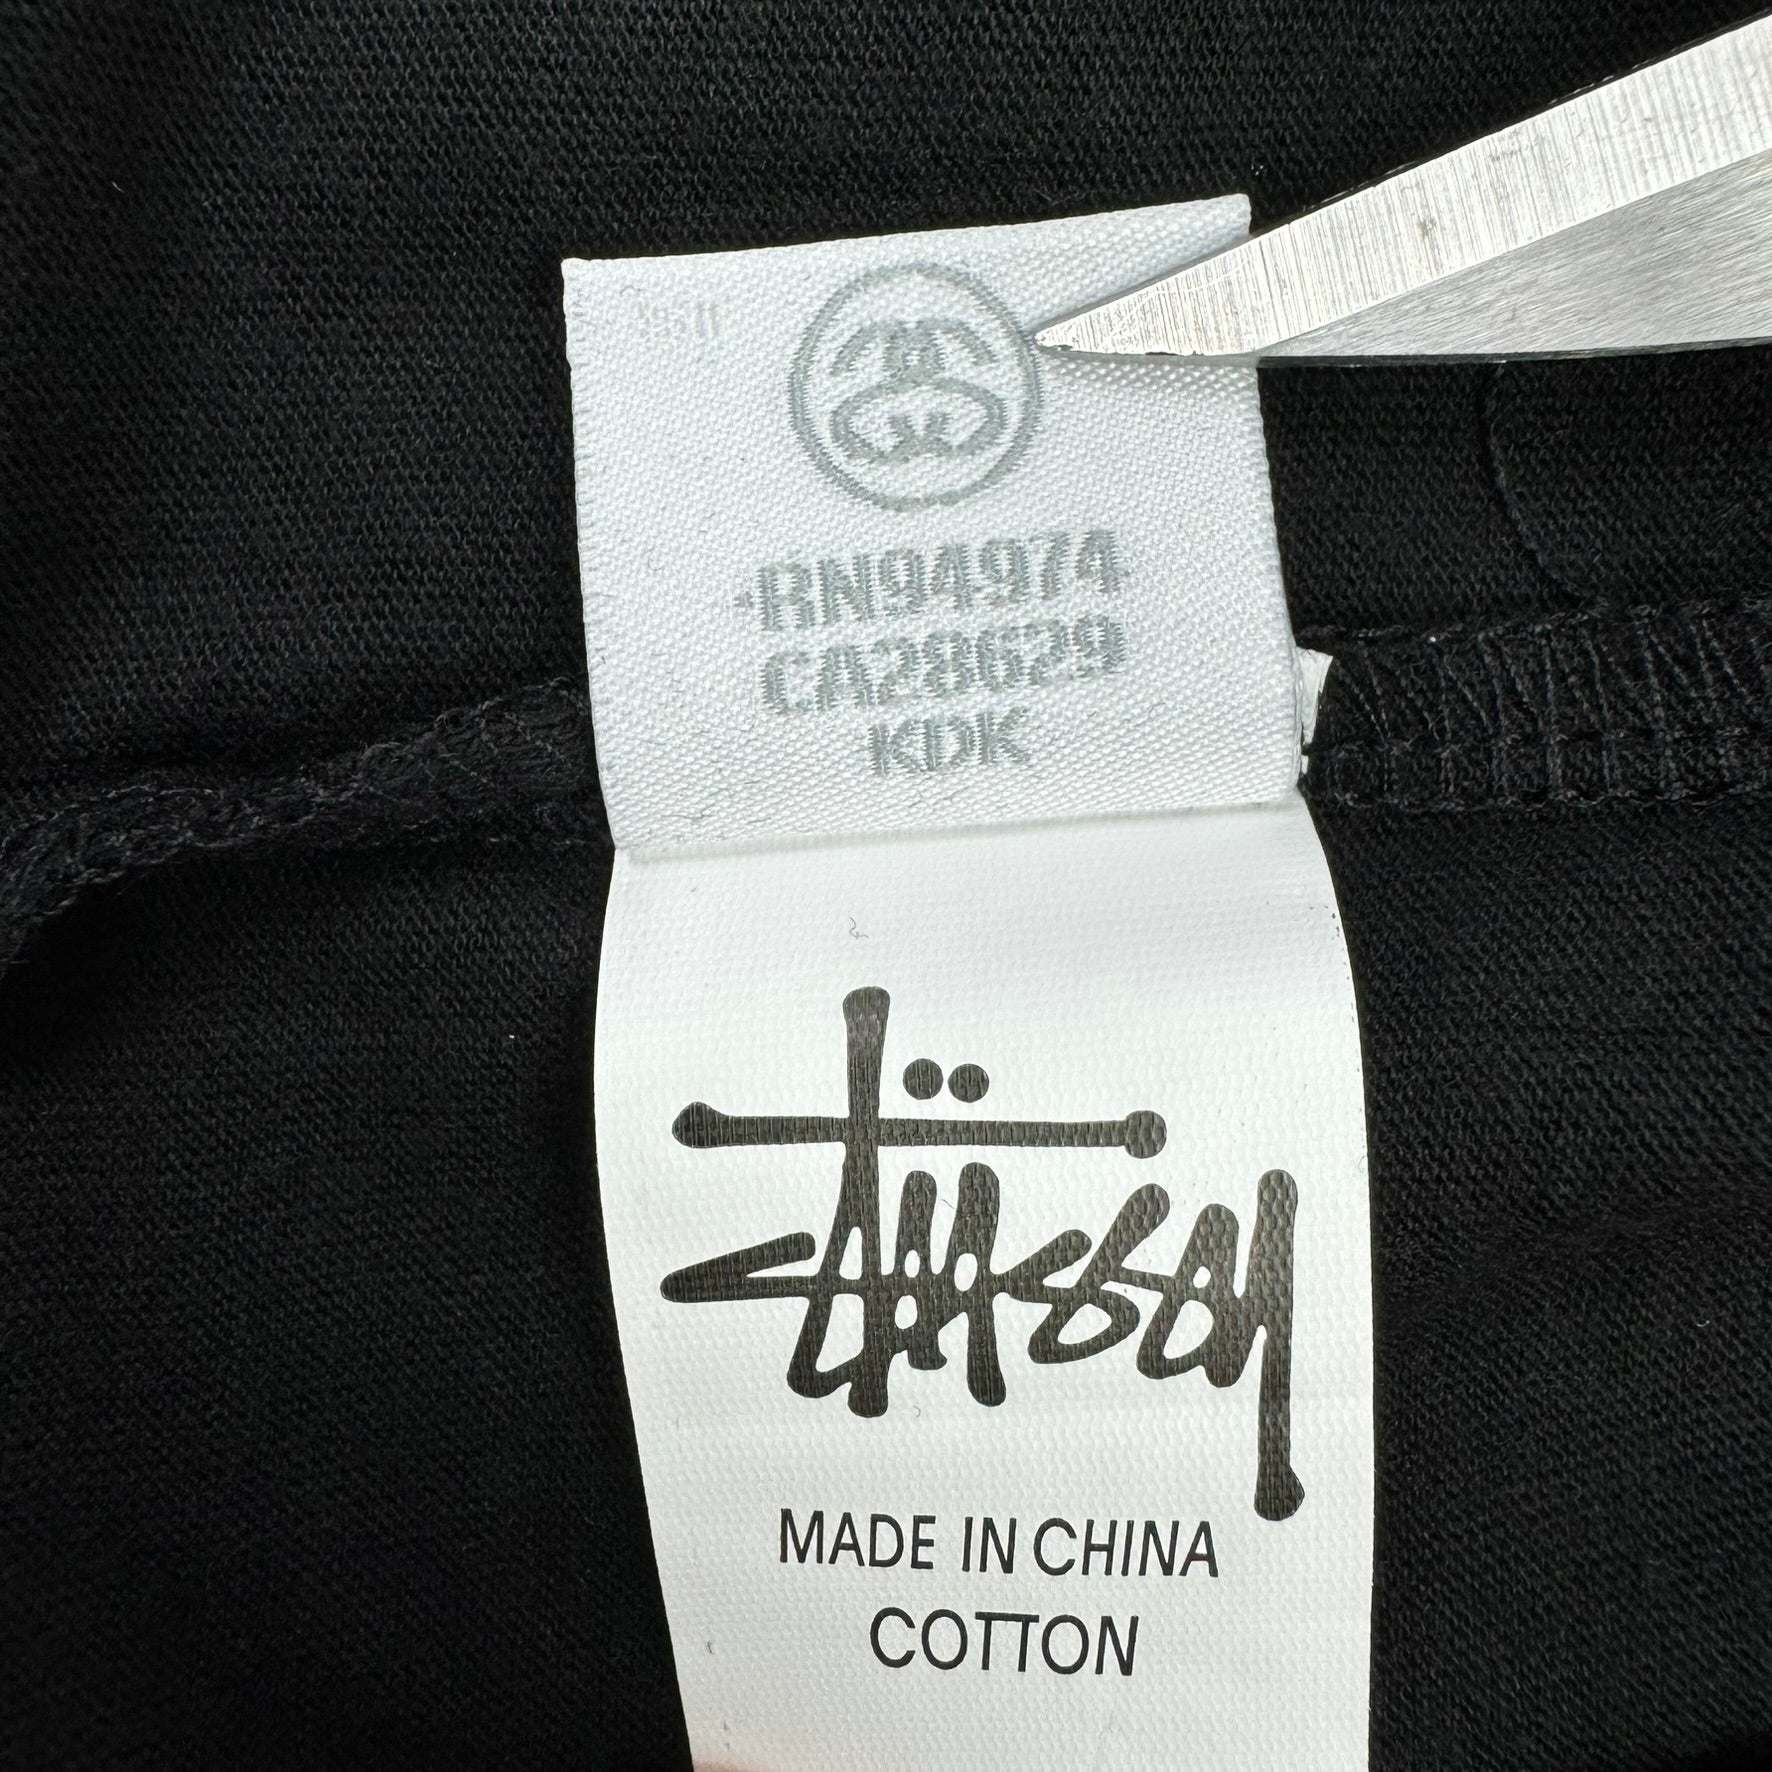 RN94974
CA28629
KDK
Stüssy
MADE IN CHINA
COTTON